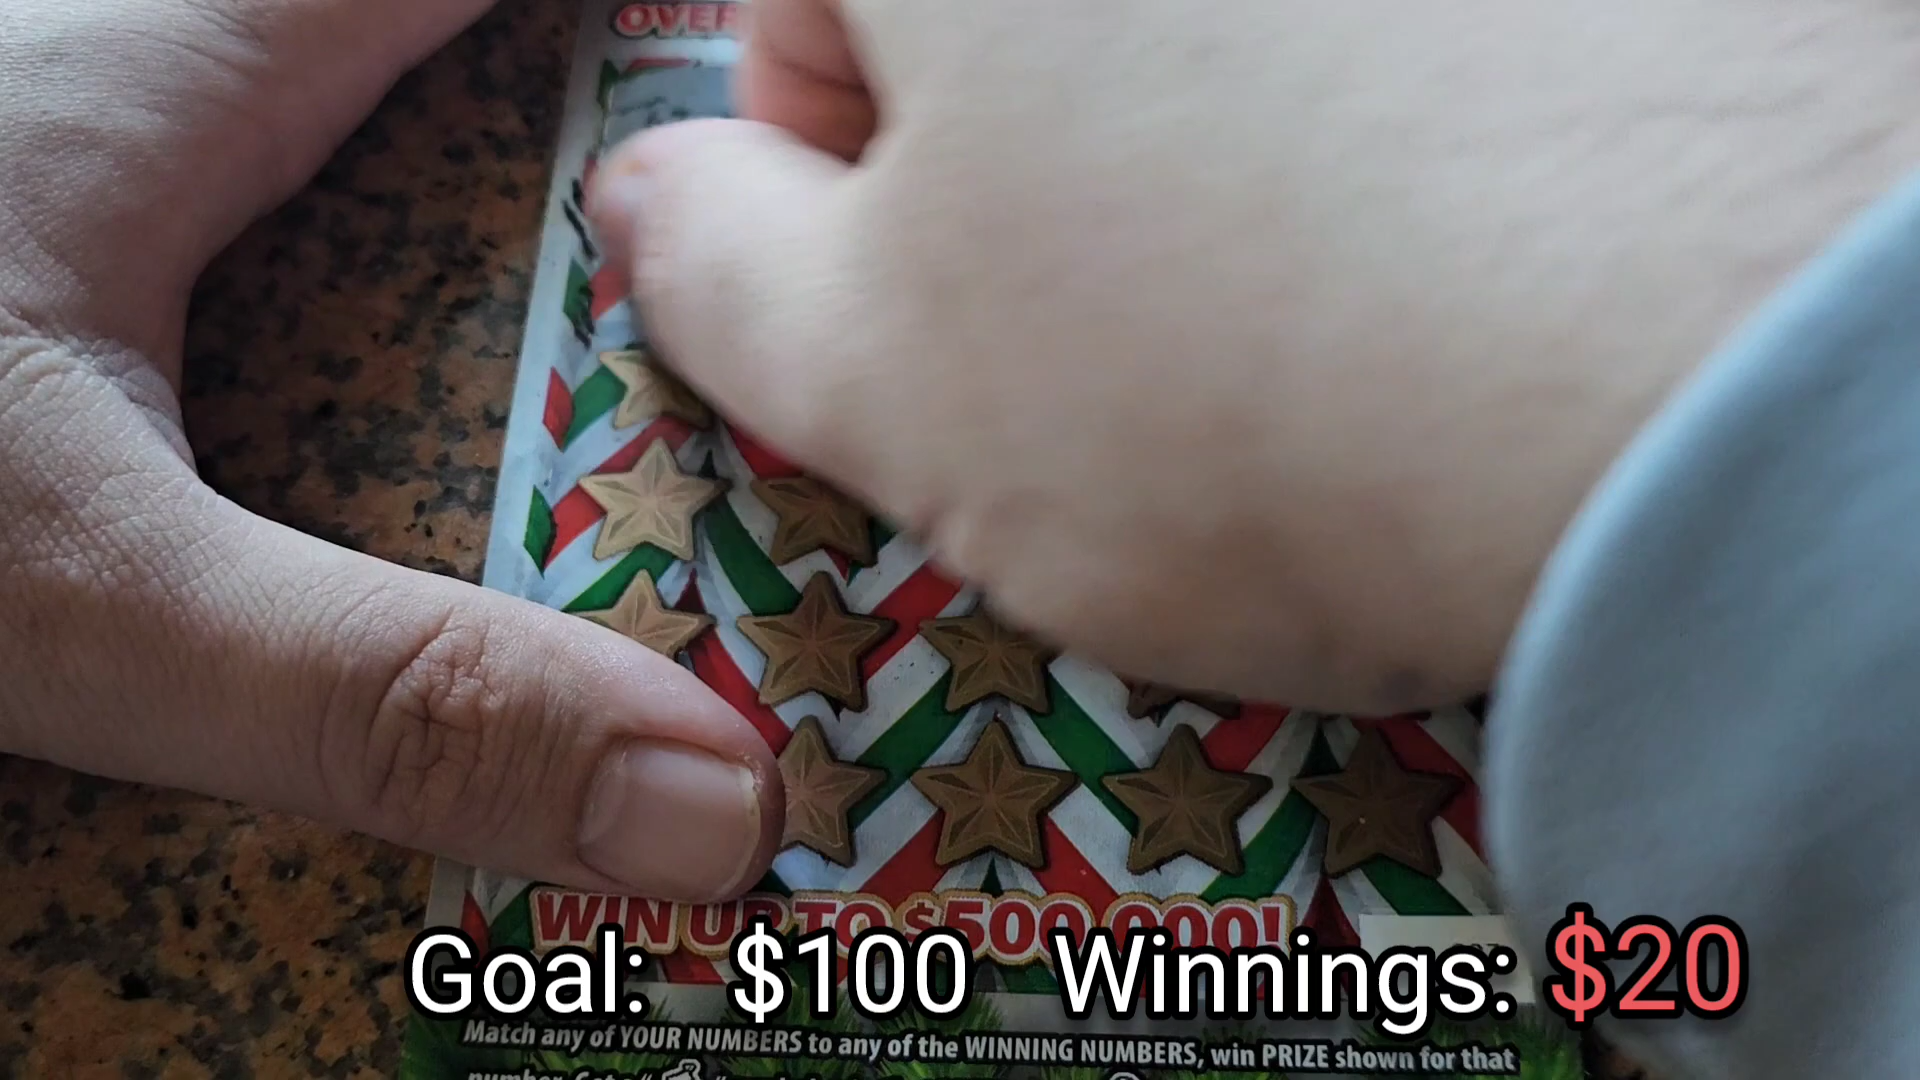 OVER
WIN UP TO $500,000!
Goal: $100 Winnings: $20
Match any of YOUR NUMBERS to any of the WINNING NUMBERS, win PRIZE shown for that